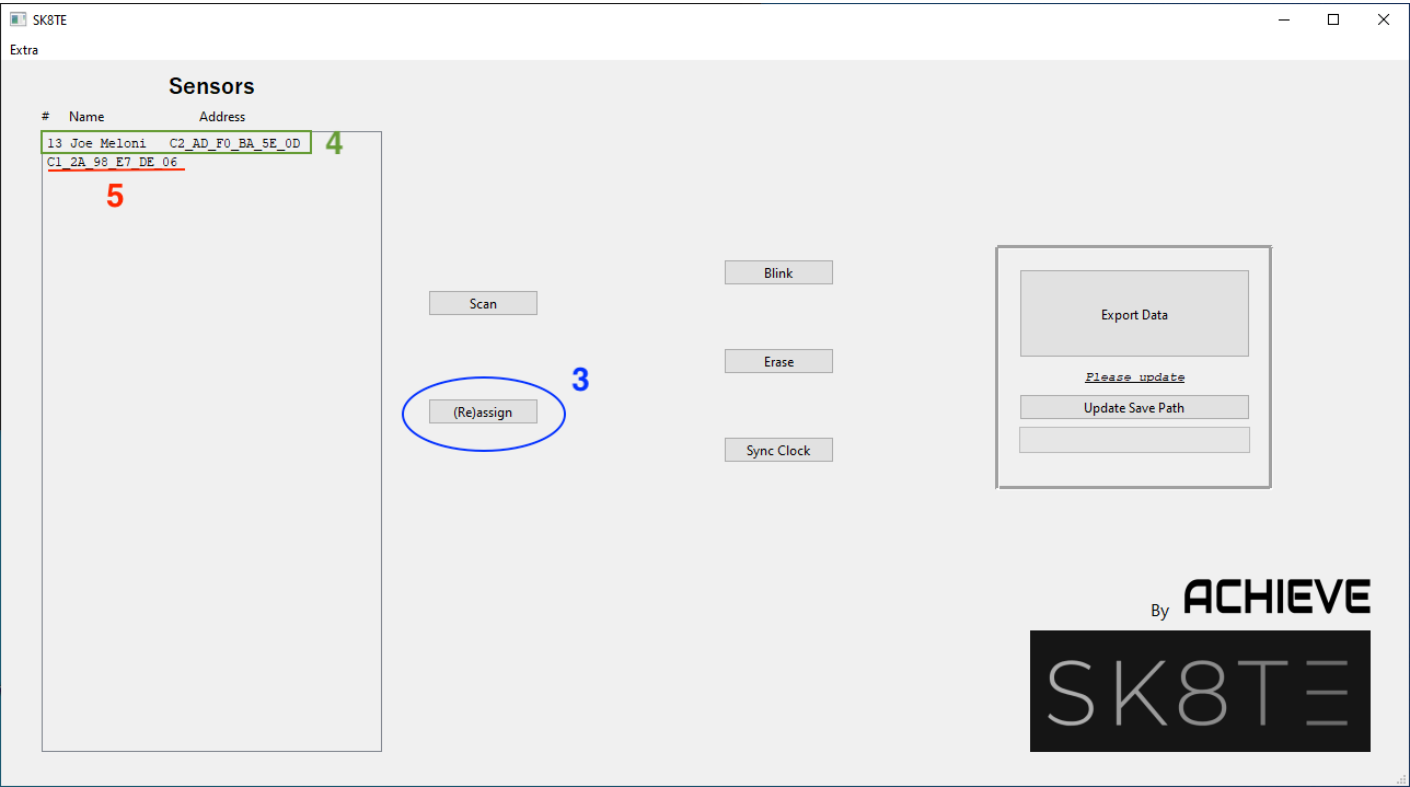 SK8TE
Extra
Sensors
# Name Address
13 Joe Meloni C2_AD_F0_BA_5E_0D
4
C1_2A_98_E7_DE_06
5
Scan
3
(Re)assign
Blink
Erase
Sync Clock
Export Data
Please update
Update Save Path
By ACHIEVE
SK8TE